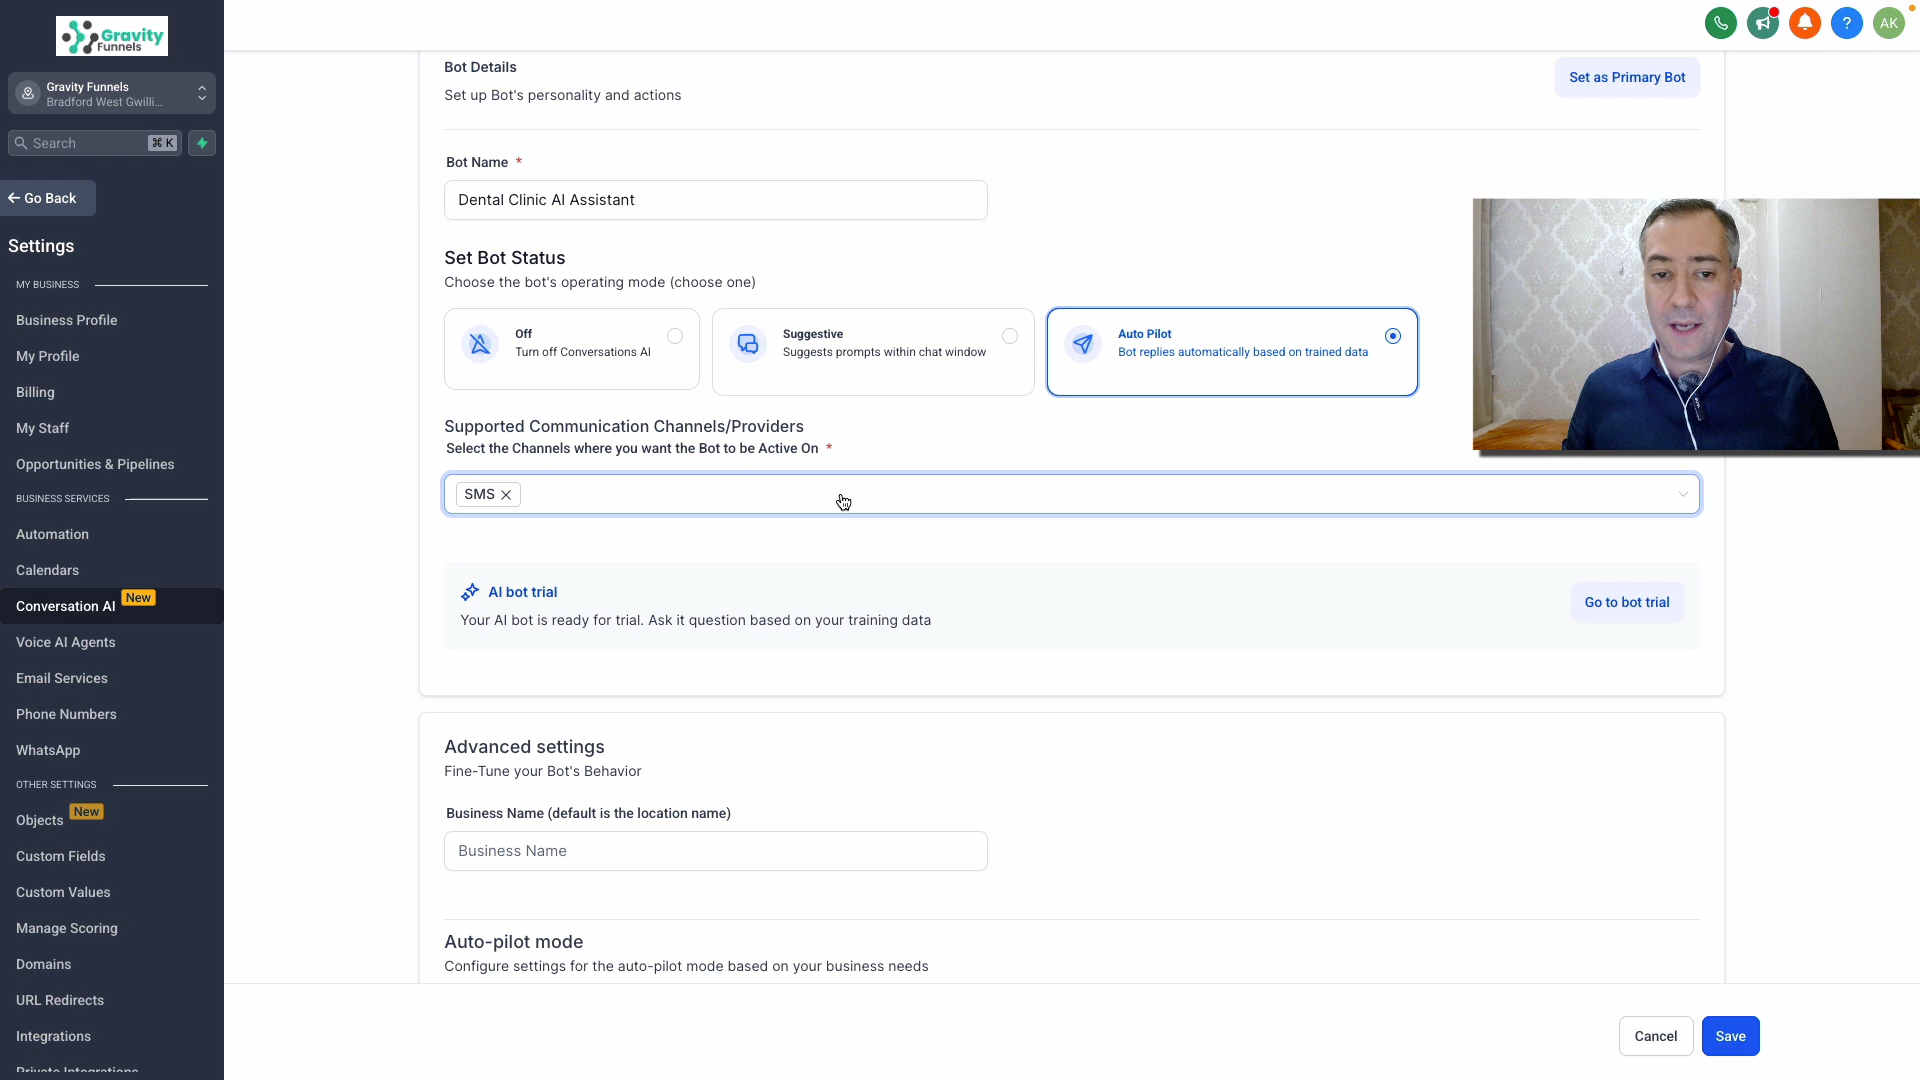 Gravity
Funnels
Gravity Funnels
Bradford West Gwilli...
Search
⌘ K
Go Back
Settings
MY BUSINESS
Business Profile
My Profile
Billing
My Staff
Opportunities & Pipelines
BUSINESS SERVICES
Automation
Calendars
Conversation AI
New
Voice AI Agents
Email Services
Phone Numbers
WhatsApp
OTHER SETTINGS
Objects
New
Custom Fields
Custom Values
Manage Scoring
Domains
URL Redirects
Integrations
Private Integrations
?
AK
Bot Details
Set up Bot's personality and actions
Set as Primary Bot
Bot Name *
Dental Clinic AI Assistant
Set Bot Status
Choose the bot's operating mode (choose one)
Off
Turn off Conversations AI
Suggestive
Suggests prompts within chat window
Auto Pilot
Bot replies automatically based on trained data
Supported Communication Channels/Providers
Select the Channels where you want the Bot to be Active On *
SMS
AI bot trial
Your AI bot is ready for trial. Ask it question based on your training data
Go to bot trial
Advanced settings
Fine-Tune your Bot's Behavior
Business Name (default is the location name)
Business Name
Auto-pilot mode
Configure settings for the auto-pilot mode based on your business needs
Cancel
Save